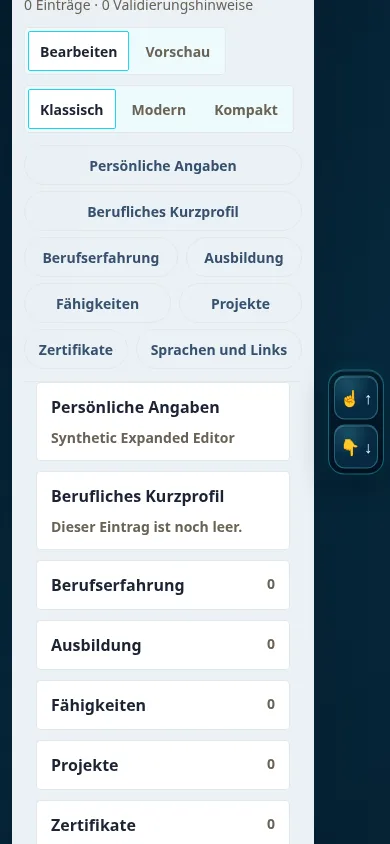 0 Einträge · 0 Validierungshinweise
Bearbeiten Vorschau
Klassisch Modern Kompakt
Persönliche Angaben
Berufliches Kurzprofil
Berufserfahrung Ausbildung
Fähigkeiten Projekte
Zertifikate Sprachen und Links
Persönliche Angaben
Synthetic Expanded Editor
Berufliches Kurzprofil
Dieser Eintrag ist noch leer.
Berufserfahrung 0
Ausbildung 0
Fähigkeiten 0
Projekte 0
Zertifikate 0
☝ ↑
👇 ↓